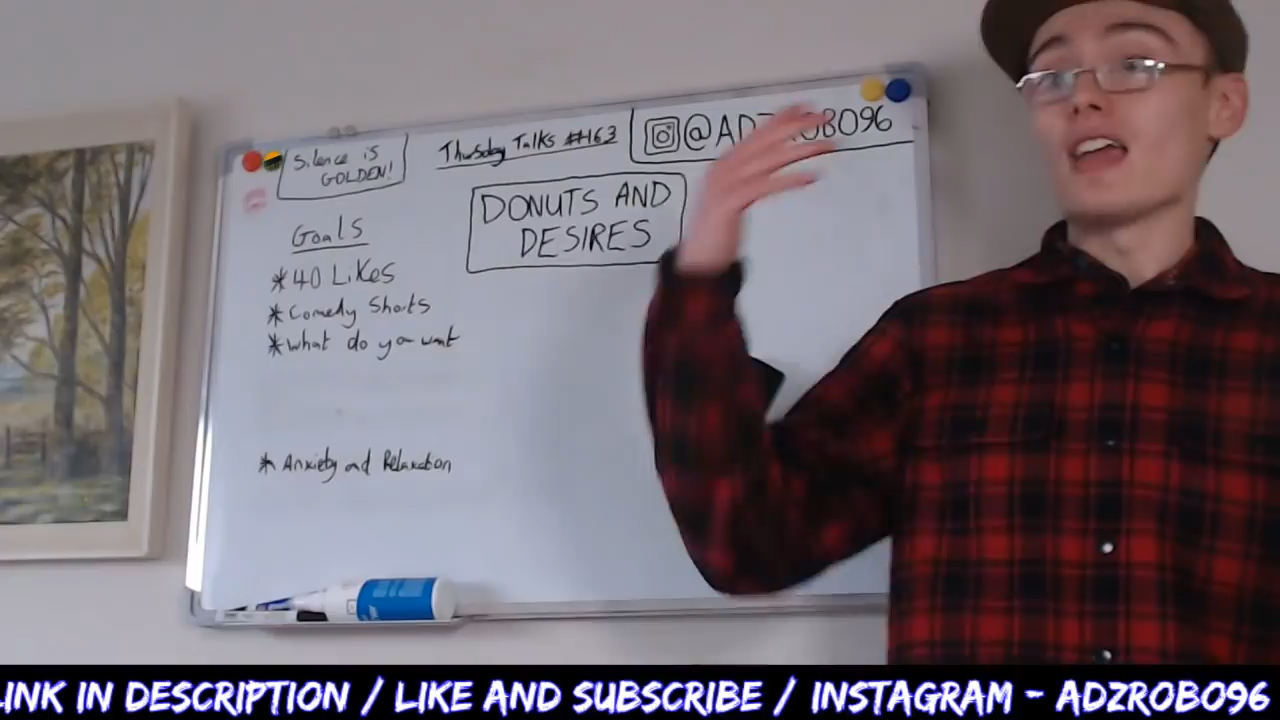 Silence is
GOLDEN!
Thursday Talks #163
@ADZROBO96
DONUTS AND
DESIRES
Goals
*40 Likes
*Comedy Shorts
*What do you want
* Anxiety and Relaxation
LINK IN DESCRIPTION / LIKE AND SUBSCRIBE / INSTAGRAM - ADZROBO96